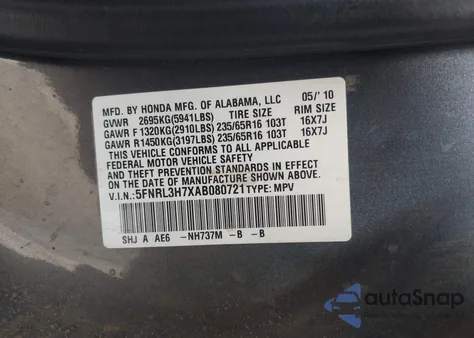 MFD. BY HONDA MFG. OF ALABAMA, LLC 05/'10
GVWR 2695KG(5941LBS) TIRE SIZE RIM SIZE
GAWR F 1320KG(2910LBS) 235/65R16 103T 16X7J
GAWR R1450KG(3197LBS) 235/65R16 103T 16X7J
THIS VEHICLE CONFORMS TO ALL APPLICABLE
FEDERAL MOTOR VEHICLE SAFETY
AND THEFT PREVENTION STANDARDS IN EFFECT ON
THE DATE OF MANUFACTURE SHOWN ABOVE.
V.I.N.:5FNRL3H7XAB080721 TYPE: MPV
SHJ A AE6 -NH737M -B -B
autoSnap